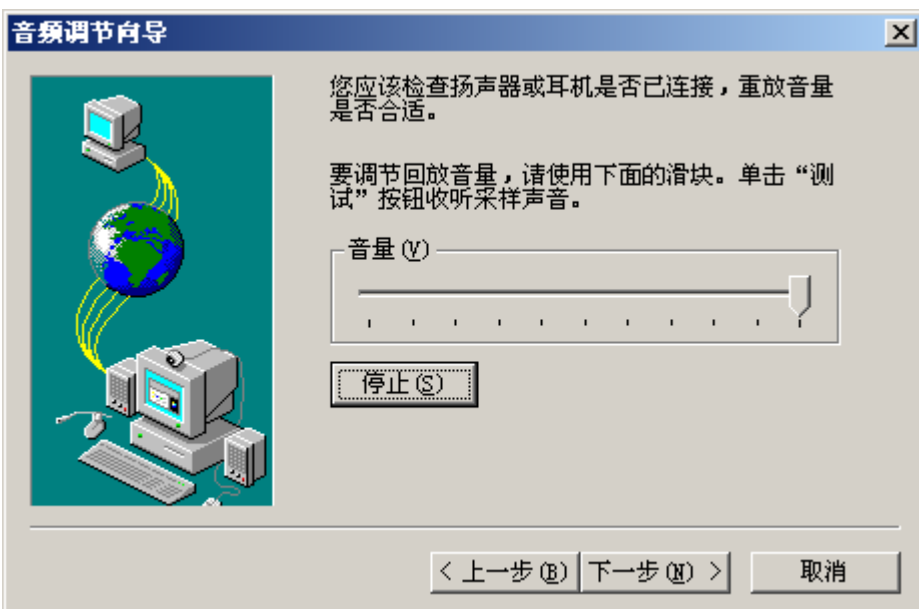 音频调节向导
您应该检查扬声器或耳机是否已连接，重放音量
是否合适。
要调节回放音量，请使用下面的滑块。单击“测
试”按钮收听采样声音。
音量(V)
停止(S)
< 上一步(B)
下一步(N) >
取消